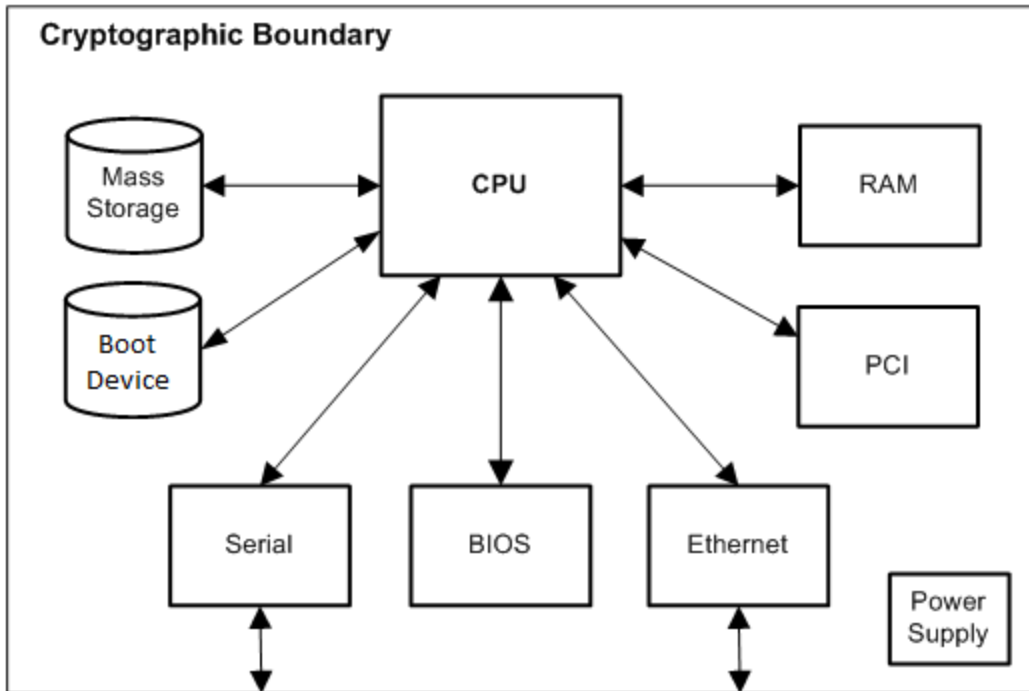 Cryptographic Boundary
Mass
Storage
CPU
RAM
Boot
Device
PCI
Serial
BIOS
Ethernet
Power
Supply